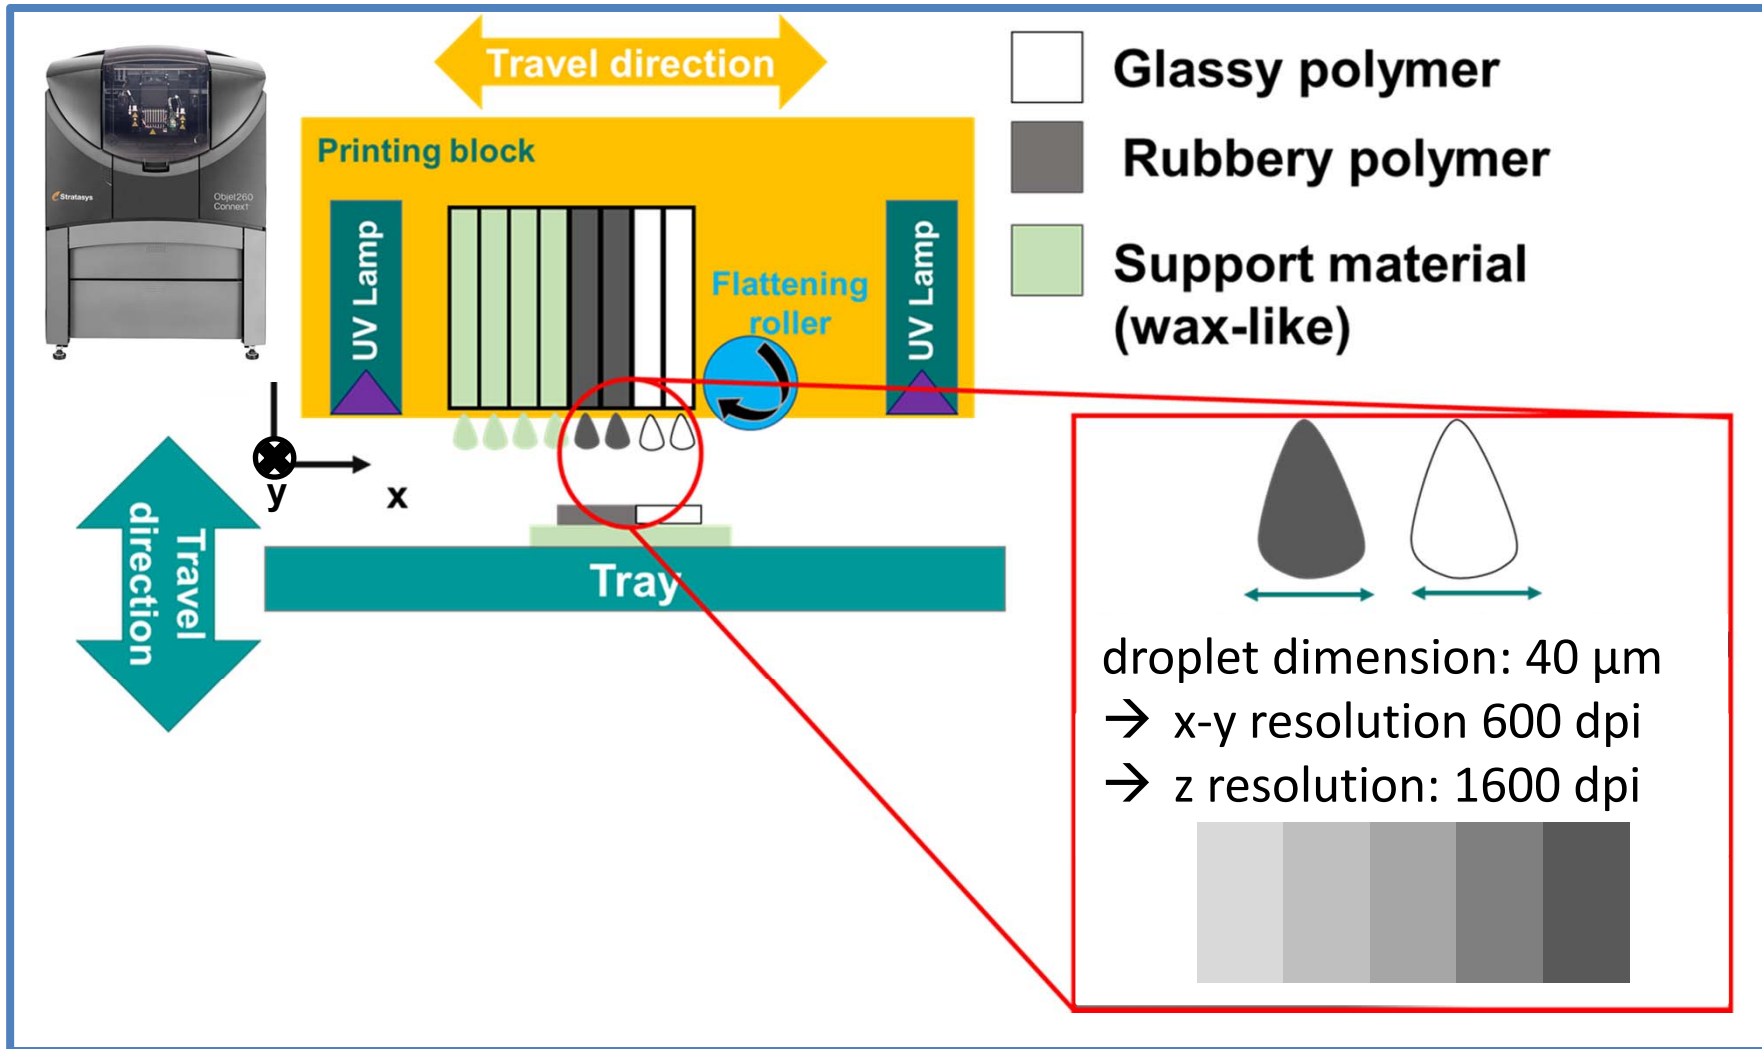 Travel direction
Glassy polymer
Printing block
Rubbery polymer
Stratasys
Objet260
Connex1
UV Lamp
Flattening
roller
UV Lamp
Support material
(wax-like)
y
x
Travel
direction
Tray
droplet dimension: 40 µm
→ x-y resolution 600 dpi
→ z resolution: 1600 dpi